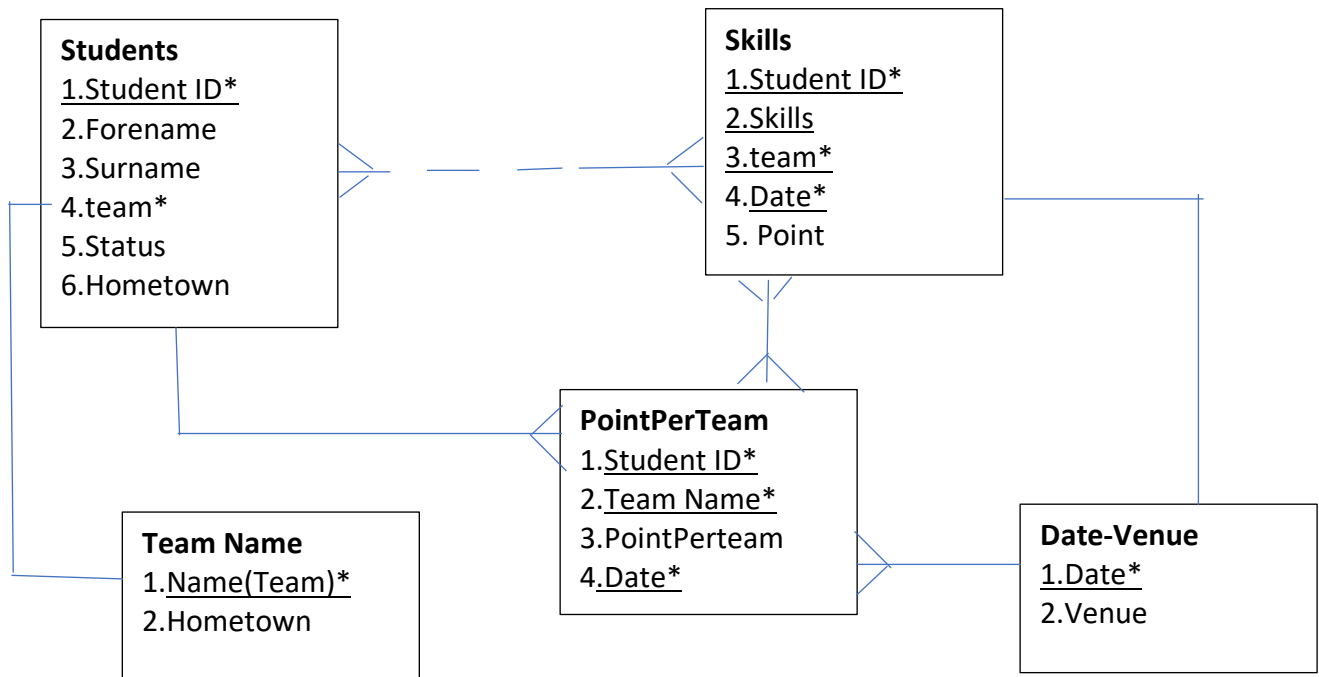 Students
1.Student ID*
2.Forename
3.Surname
4.team*
5.Status
6.Hometown
Skills
1.Student ID*
2.Skills
3.team*
4.Date*
5. Point
PointPerTeam
1.Student ID*
2.Team Name*
3.PointPerteam
4.Date*
Team Name
1.Name(Team)*
2.Hometown
Date-Venue
1.Date*
2.Venue